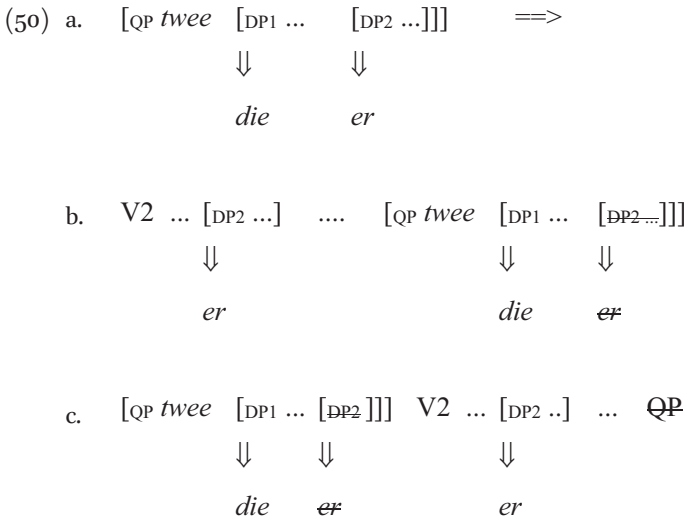 (50) a. [QP twee [DP1 ... [DP2 ...]]] ==>
⇓ ⇓
die er
b. V2 ... [DP2 ...] .... [QP twee [DP1 ... [DP2 ...]]]
⇓ ⇓ ⇓
er die er
c. [QP twee [DP1 ... [DP2 ]]] V2 ... [DP2 ..] ... QP
⇓ ⇓ ⇓
die er er